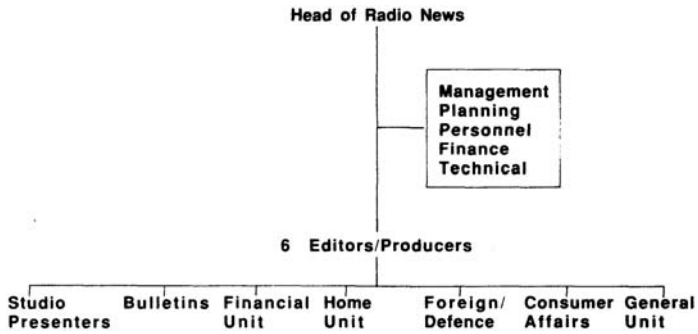 Head of Radio News
Management
Planning
Personnel
Finance
Technical
6 Editors/Producers
Studio Presenters
Bulletins
Financial Unit
Home Unit
Foreign/ Defence
Consumer Affairs
General Unit